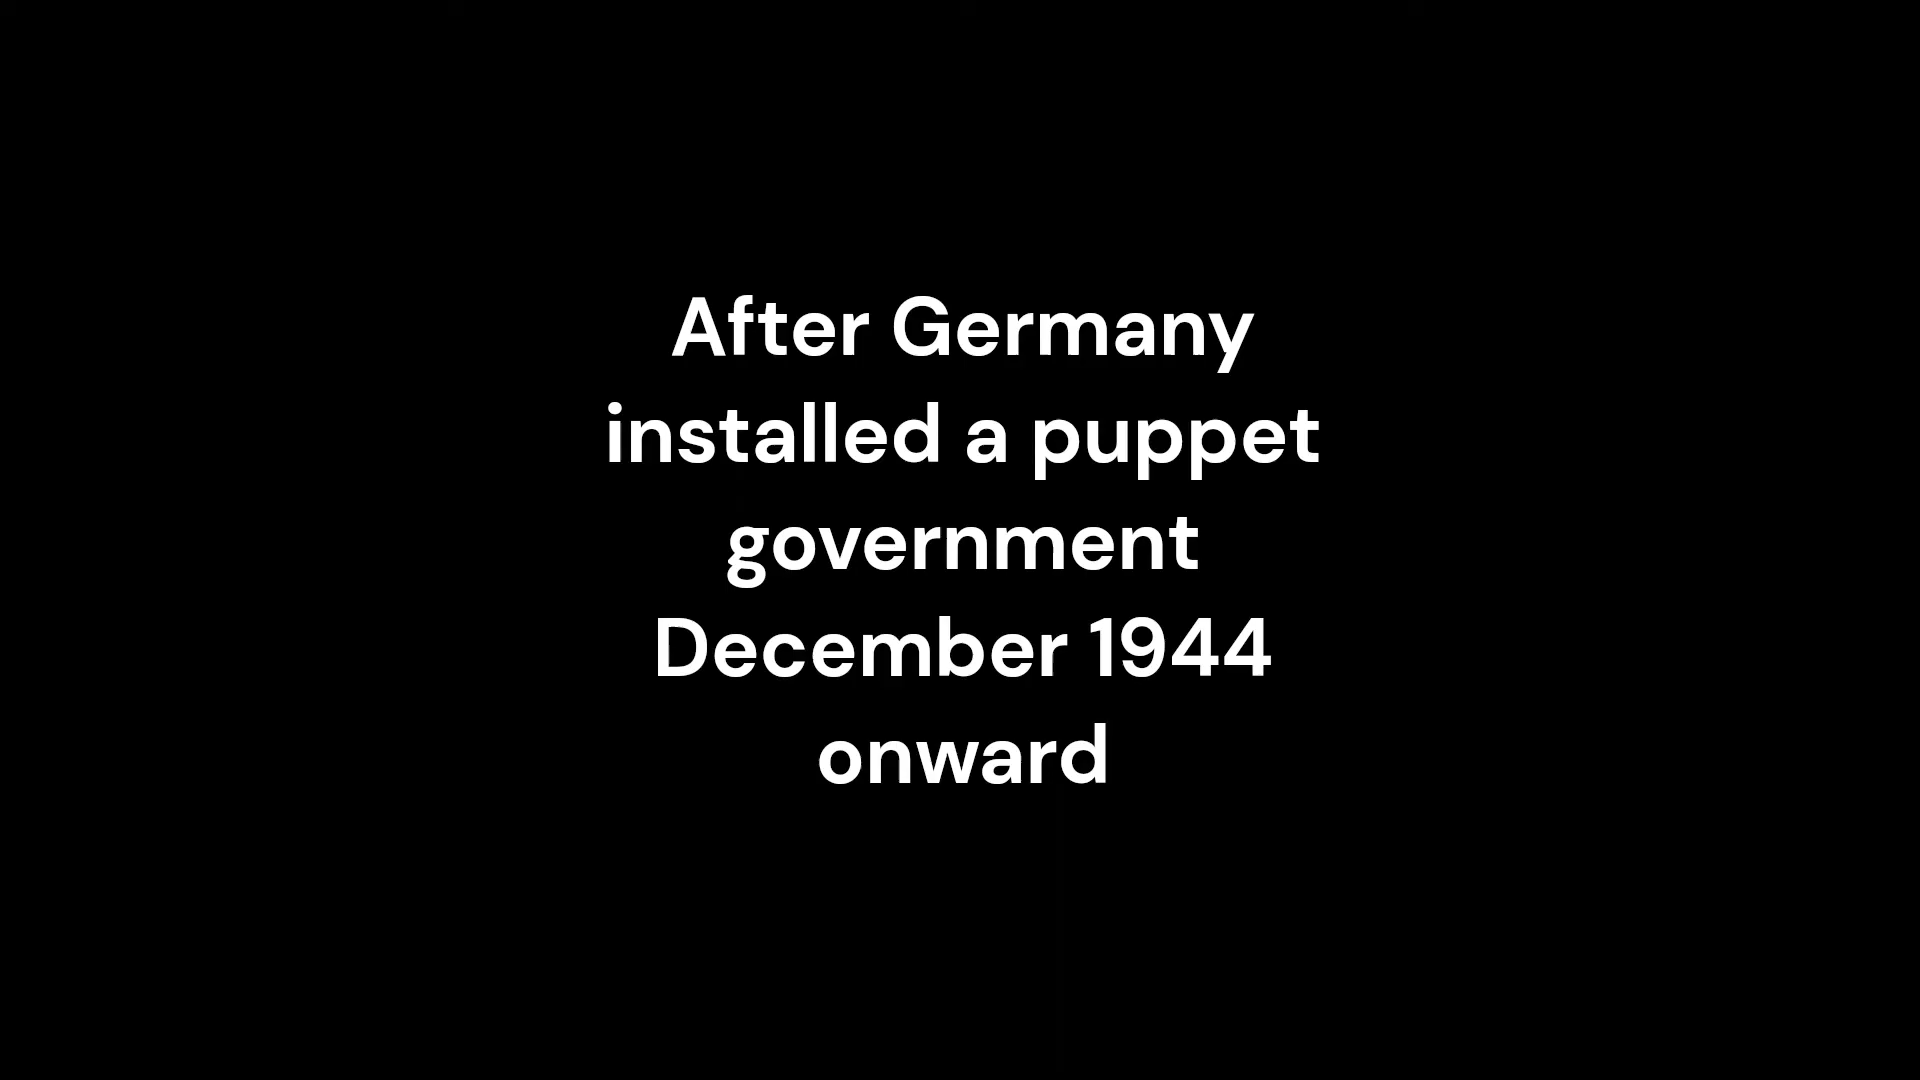 After Germany
installed a puppet
government
December 1944
onward